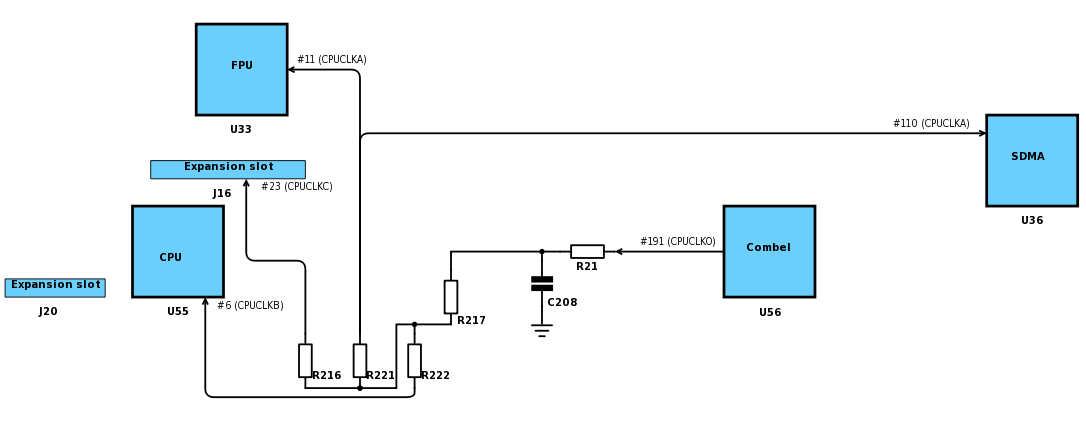 FPU
#11 (CPUCLKA)
U33
#110 (CPUCLKA)
SDMA
U36
Expansion slot
J16
#23 (CPUCLKC)
CPU
U55
#6 (CPUCLKB)
Expansion slot
J20
#191 (CPUCLKO)
Combel
U56
R21
C208
R217
R216
R221
R222